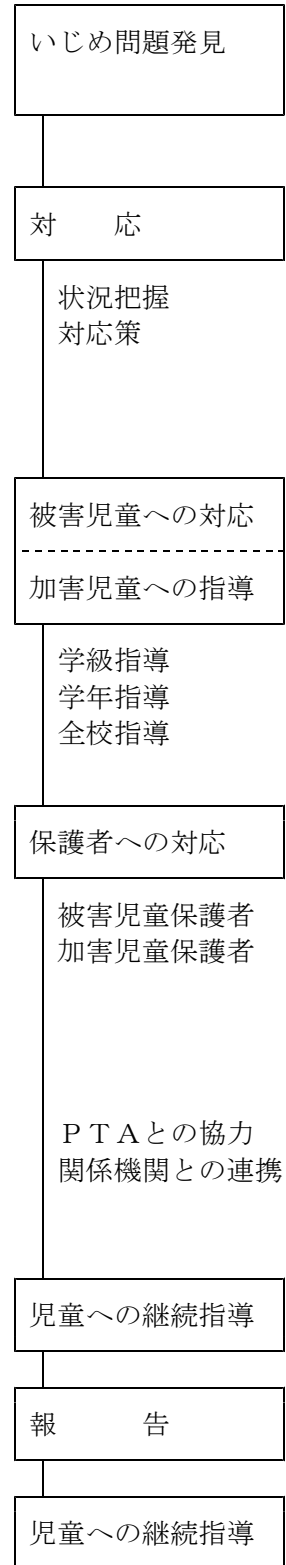 いじめ問題発見
対　　応
状況把握
対応策
被害児童への対応
加害児童への指導
学級指導
学年指導
全校指導
保護者への対応
被害児童保護者
加害児童保護者
ＰＴＡとの協力
関係機関との連携
児童への継続指導
報　　　告
児童への継続指導